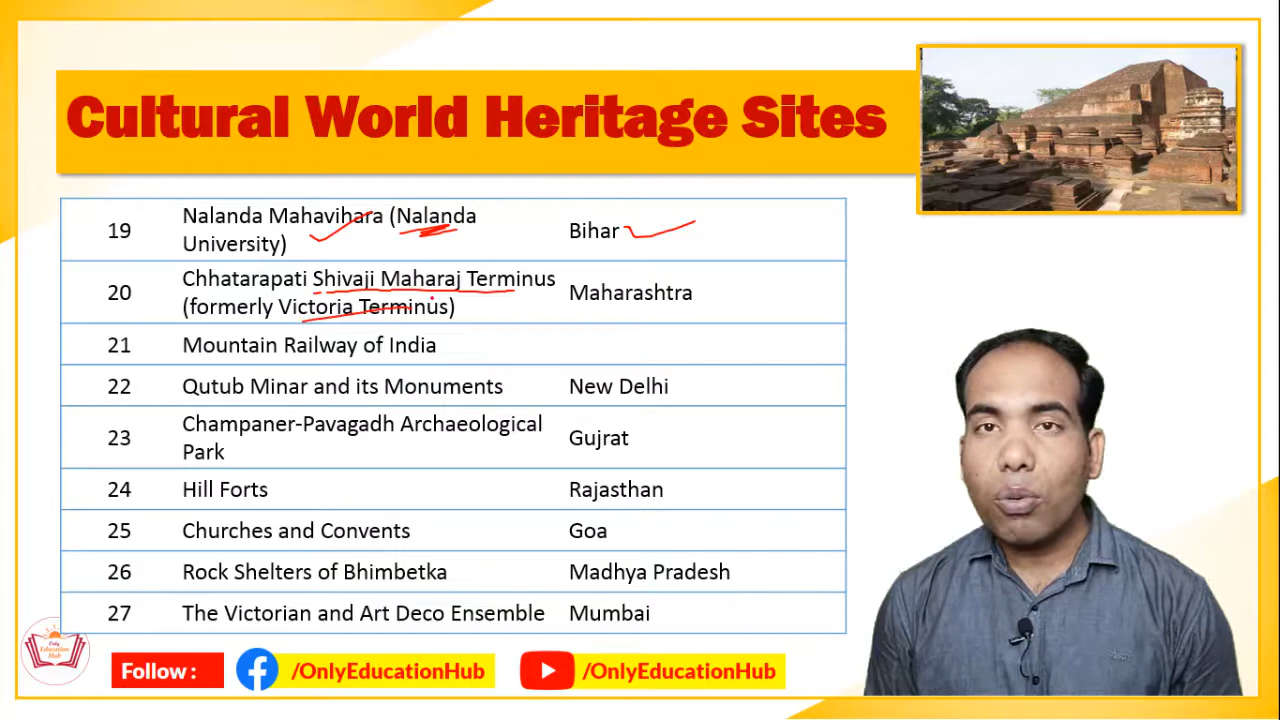 Cultural World Heritage Sites
19 Nalanda Mahavihara (Nalanda Bihar
University)
20 Chhatarapati Shivaji Maharaj Terminus Maharashtra
(formerly Victoria Terminus)
21 Mountain Railway of India
22 Qutub Minar and its Monuments New Delhi
23 Champaner-Pavagadh Archaeological Gujrat
Park
24 Hill Forts Rajasthan
25 Churches and Convents Goa
26 Rock Shelters of Bhimbetka Madhya Pradesh
27 The Victorian and Art Deco Ensemble Mumbai
Only
Education
Hub
Follow : /OnlyEducationHub /OnlyEducationHub